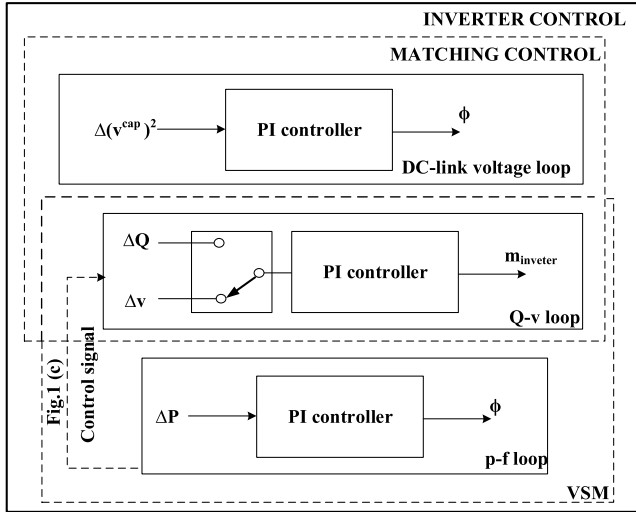 INVERTER CONTROL
MATCHING CONTROL
Δ(v^cap)^2
PI controller
ϕ
DC-link voltage loop
ΔQ
Δv
PI controller
m_inveter
Q-v loop
Fig.1 (c)
Control signal
ΔP
PI controller
ϕ
p-f loop
VSM